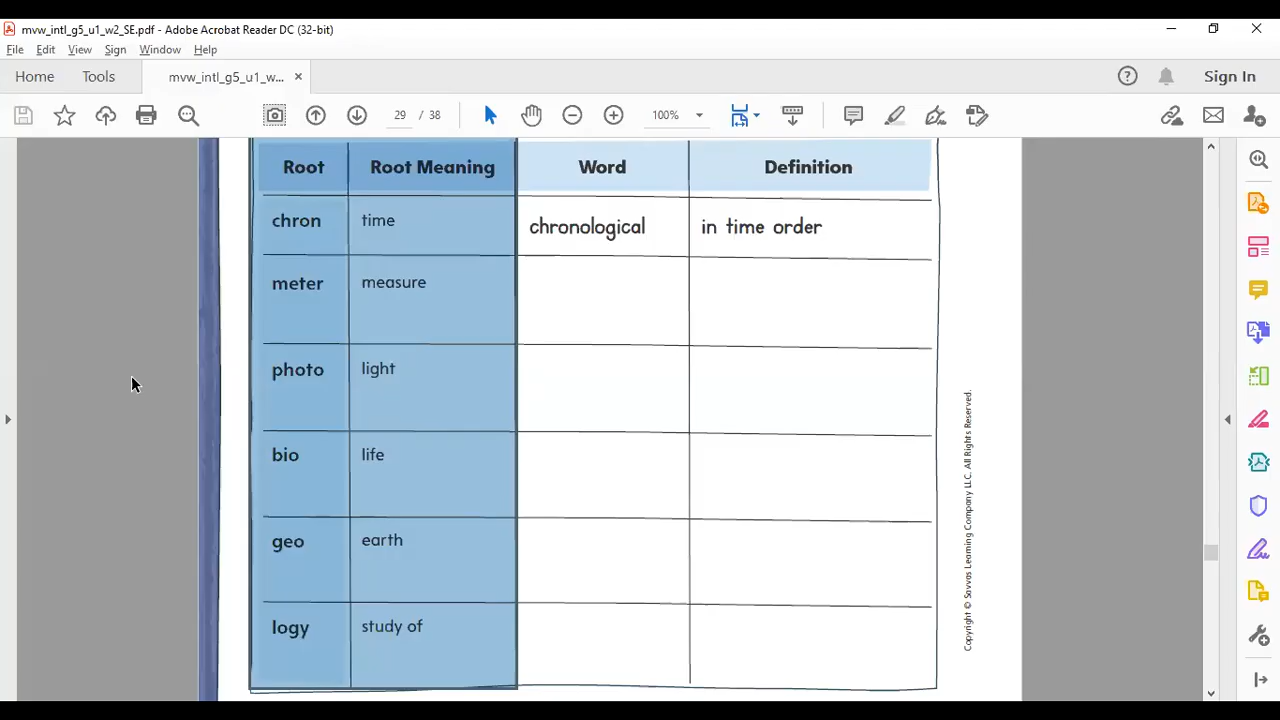 mvw_intl_g5_u1_w2_SE.pdf - Adobe Acrobat Reader DC (32-bit)
File Edit View Sign Window Help
Home Tools mvw_intl_g5_u1_w... Sign In
29 / 38 100%
Root Root Meaning Word Definition
chron time chronological in time order
meter measure
photo light
bio life
geo earth
logy study of
Copyright © Savvas Learning Company LLC. All Rights Reserved.